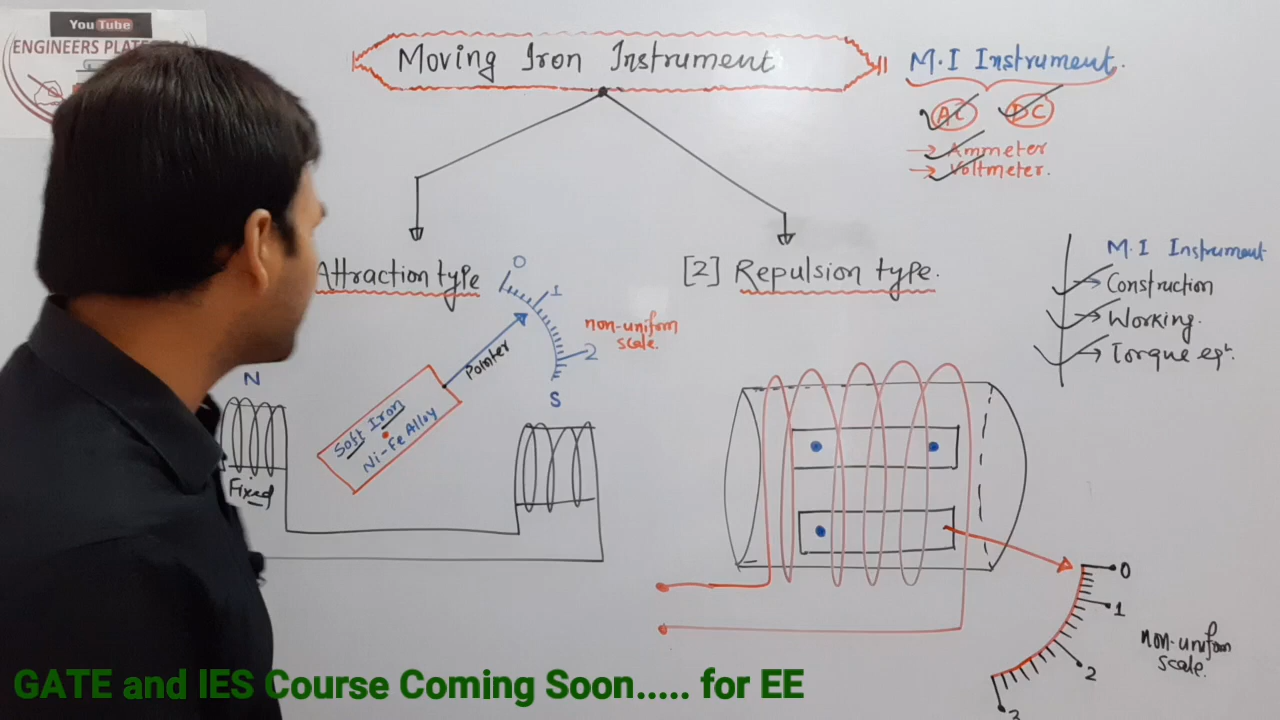 You Tube
ENGINEERS PLAT
Moving Iron Instrument
M.I Instrument.
AC DC
→ Ammeter
→ Voltmeter.
Attraction type
[2] Repulsion type.
M.I Instrument
→ Construction
→ Working.
→ Torque eqⁿ.
0
1
2
non-uniform
scale.
Pointer
Soft Iron
Ni-Fe Alloy
N
S
Fixed
0
1
2
3
non-uniform
scale.
GATE and IES Course Coming Soon..... for EE